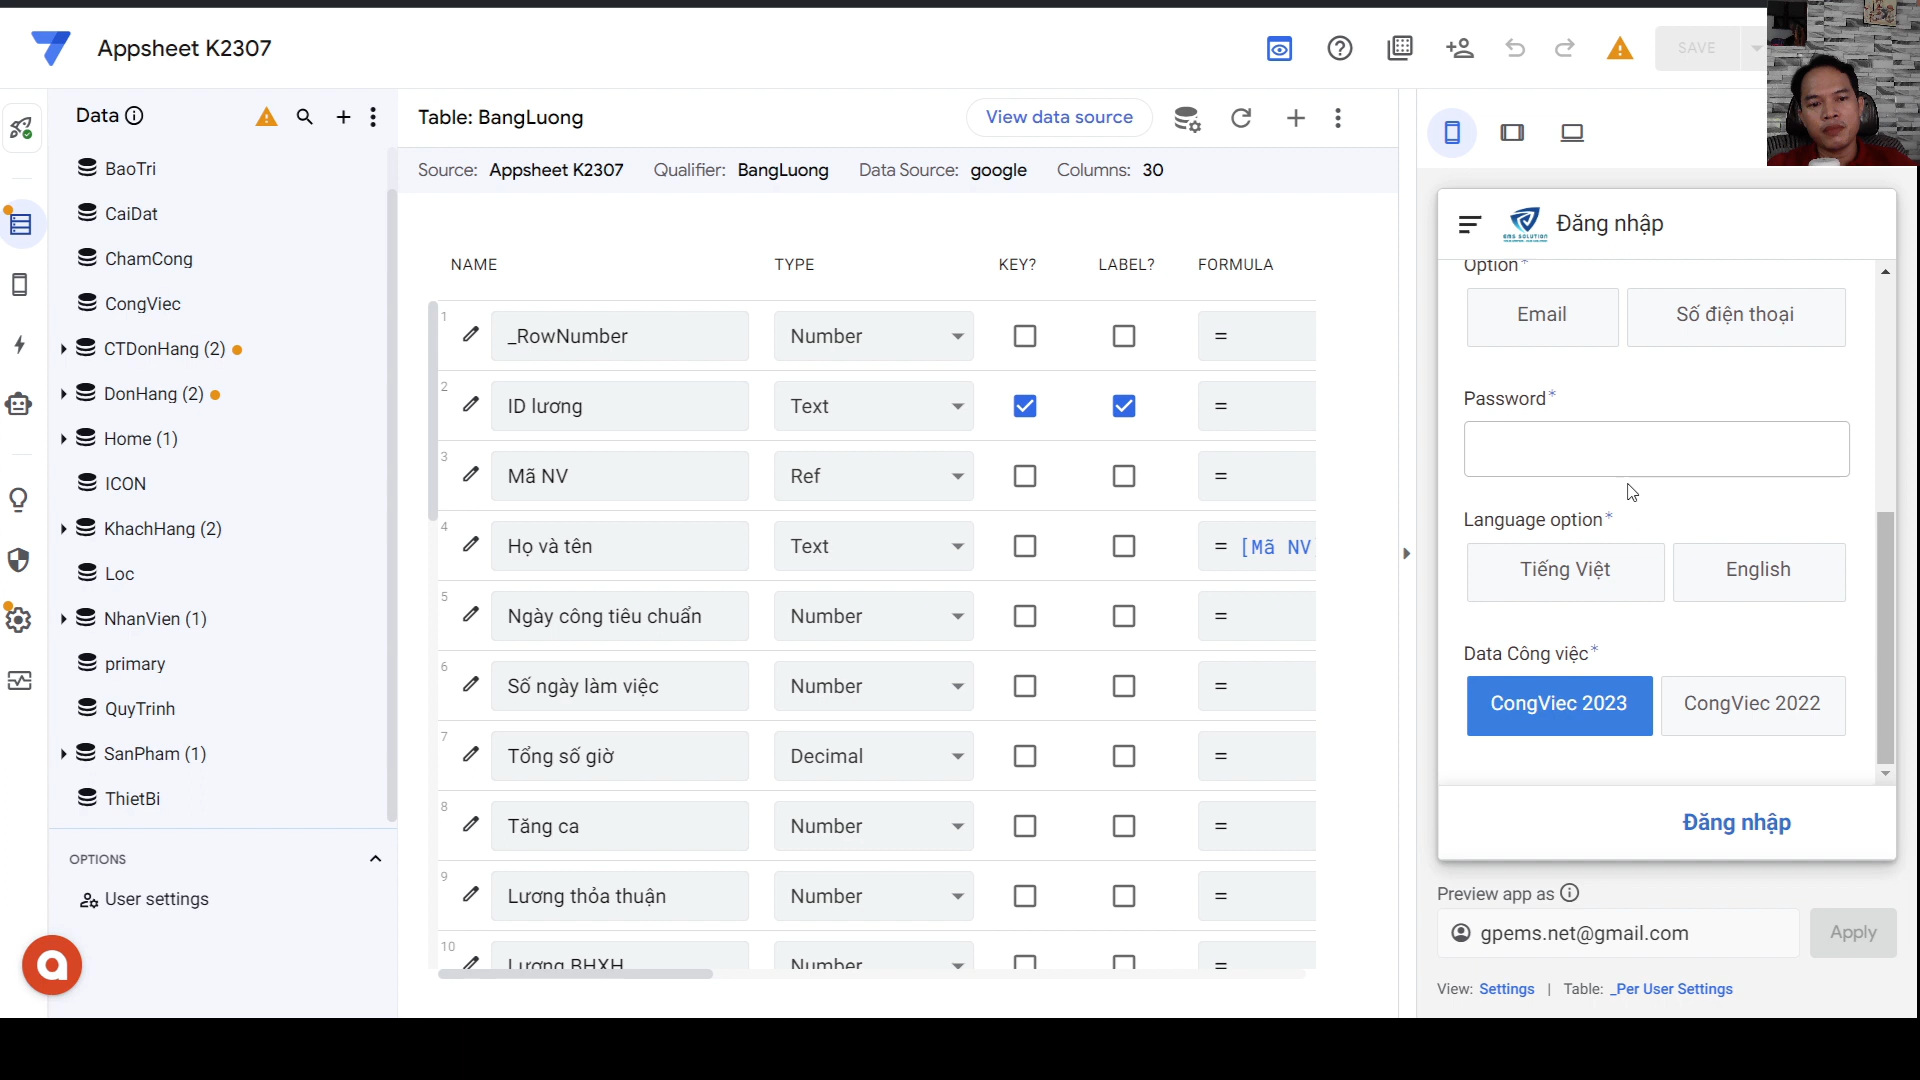 Appsheet K2307
SAVE
Data
BaoTri
CaiDat
ChamCong
CongViec
CTDonHang (2)
DonHang (2)
Home (1)
ICON
KhachHang (2)
Loc
NhanVien (1)
primary
QuyTrinh
SanPham (1)
ThietBi
OPTIONS
User settings
Table: BangLuong
View data source
Source: Appsheet K2307 Qualifier: BangLuong Data Source: google Columns: 30
NAME TYPE KEY? LABEL? FORMULA
1 _RowNumber Number =
2 ID lương Text =
3 Mã NV Ref =
4 Họ và tên Text = [Mã NV
5 Ngày công tiêu chuẩn Number =
6 Số ngày làm việc Number =
7 Tổng số giờ Decimal =
8 Tăng ca Number =
9 Lương thỏa thuận Number =
10 Lương BHXH Number =
EMS SOLUTION
Đăng nhập
Option*
Email Số điện thoại
Password*
Language option*
Tiếng Việt English
Data Công việc*
CongViec 2023 CongViec 2022
Đăng nhập
Preview app as
gpems.net@gmail.com Apply
View: Settings | Table: _Per User Settings